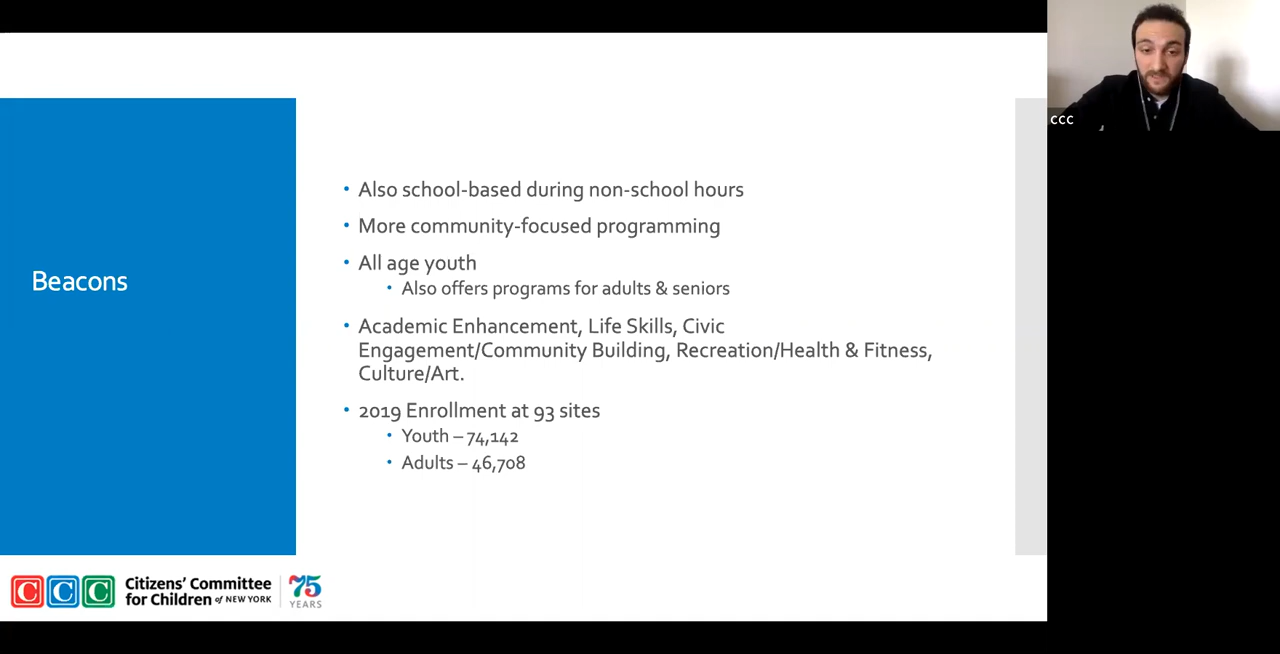 ccc
Beacons
• Also school-based during non-school hours
• More community-focused programming
• All age youth
• Also offers programs for adults & seniors
• Academic Enhancement, Life Skills, Civic
Engagement/Community Building, Recreation/Health & Fitness,
Culture/Art.
• 2019 Enrollment at 93 sites
• Youth – 74,142
• Adults – 46,708
CCC
Citizens' Committee
for Children of NEW YORK
75
YEARS